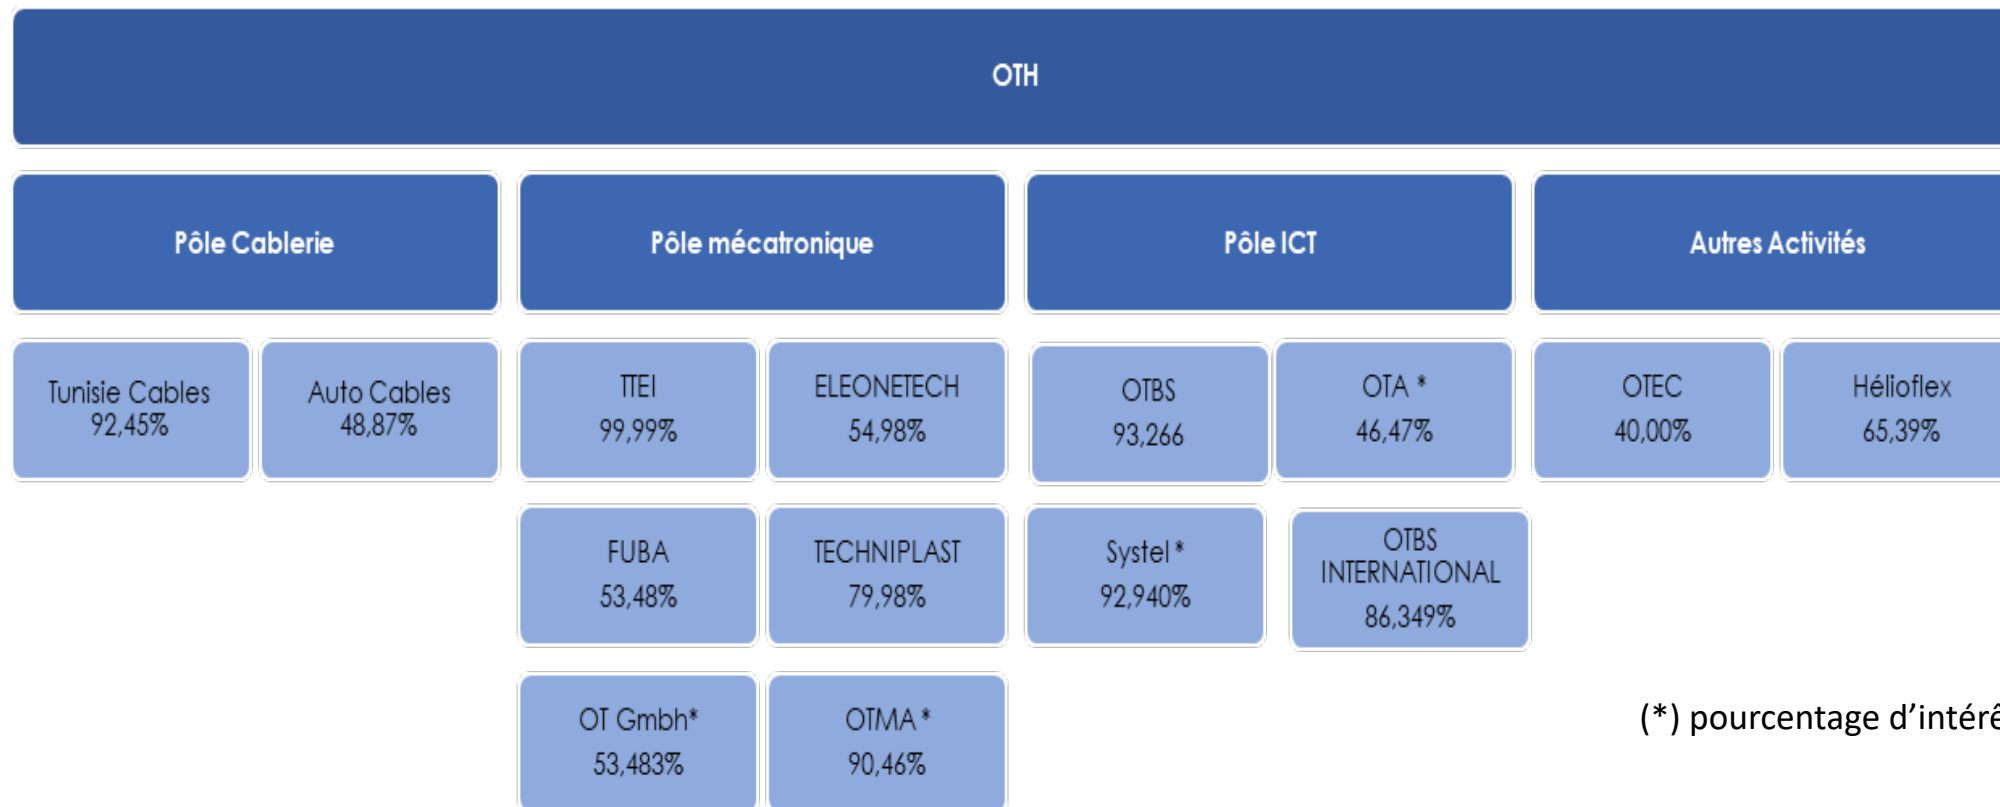 OTH
Pôle Cablerie
Pôle mécatronique
Pôle ICT
Autres Activités
Tunisie Cables
92,45%
Auto Cables
48,87%
TTEI
99,99%
ELEONETECH
54,98%
OTBS
93,266
OTA *
46,47%
OTEC
40,00%
Hélioflex
65,39%
FUBA
53,48%
TECHNIPLAST
79,98%
Systel *
92,940%
OTBS
INTERNATIONAL
86,349%
OT Gmbh*
53,483%
OTMA *
90,46%
(*) pourcentage d’intérê